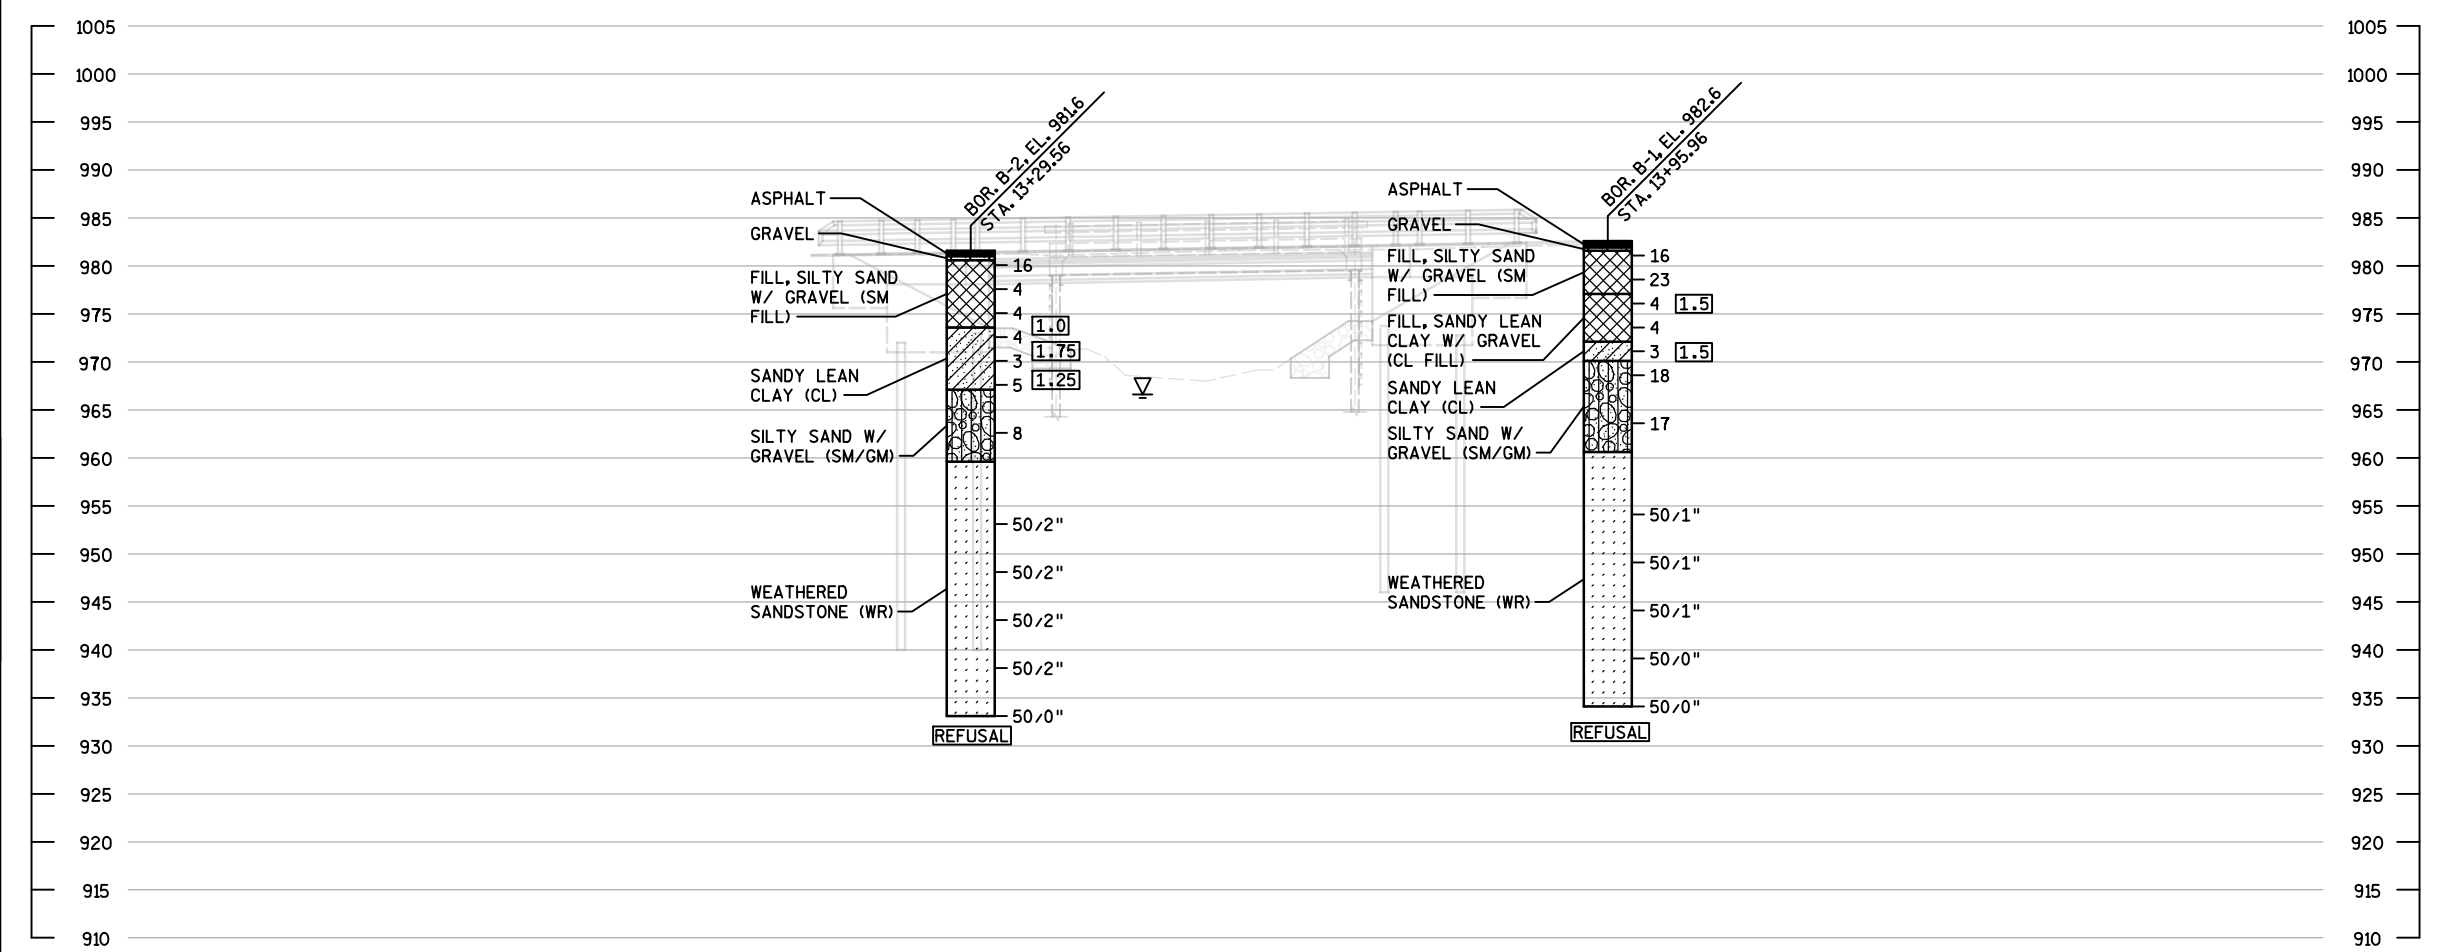 1005
1000
995
990
985
980
975
970
965
960
955
950
945
940
935
930
925
920
915
910
BOR. B-2, EL. 981.6
STA. 13+29.56
ASPHALT
GRAVEL
FILL, SILTY SAND
W/ GRAVEL (SM
FILL)
SANDY LEAN
CLAY (CL)
SILTY SAND W/
GRAVEL (SM/GM)
WEATHERED
SANDSTONE (WR)
16
4
4
1.0
4
1.75
3
1.25
5
8
50/2"
50/2"
50/2"
50/2"
50/0"
REFUSAL
BOR. B-1, EL. 982.6
STA. 13+95.96
ASPHALT
GRAVEL
FILL, SILTY SAND
W/ GRAVEL (SM
FILL)
FILL, SANDY LEAN
CLAY W/ GRAVEL
(CL FILL)
SANDY LEAN
CLAY (CL)
SILTY SAND W/
GRAVEL (SM/GM)
WEATHERED
SANDSTONE (WR)
16
23
4 1.5
4
3 1.5
18
17
50/1"
50/1"
50/1"
50/0"
50/0"
REFUSAL
1005
1000
995
990
985
980
975
970
965
960
955
950
945
940
935
930
925
920
915
910